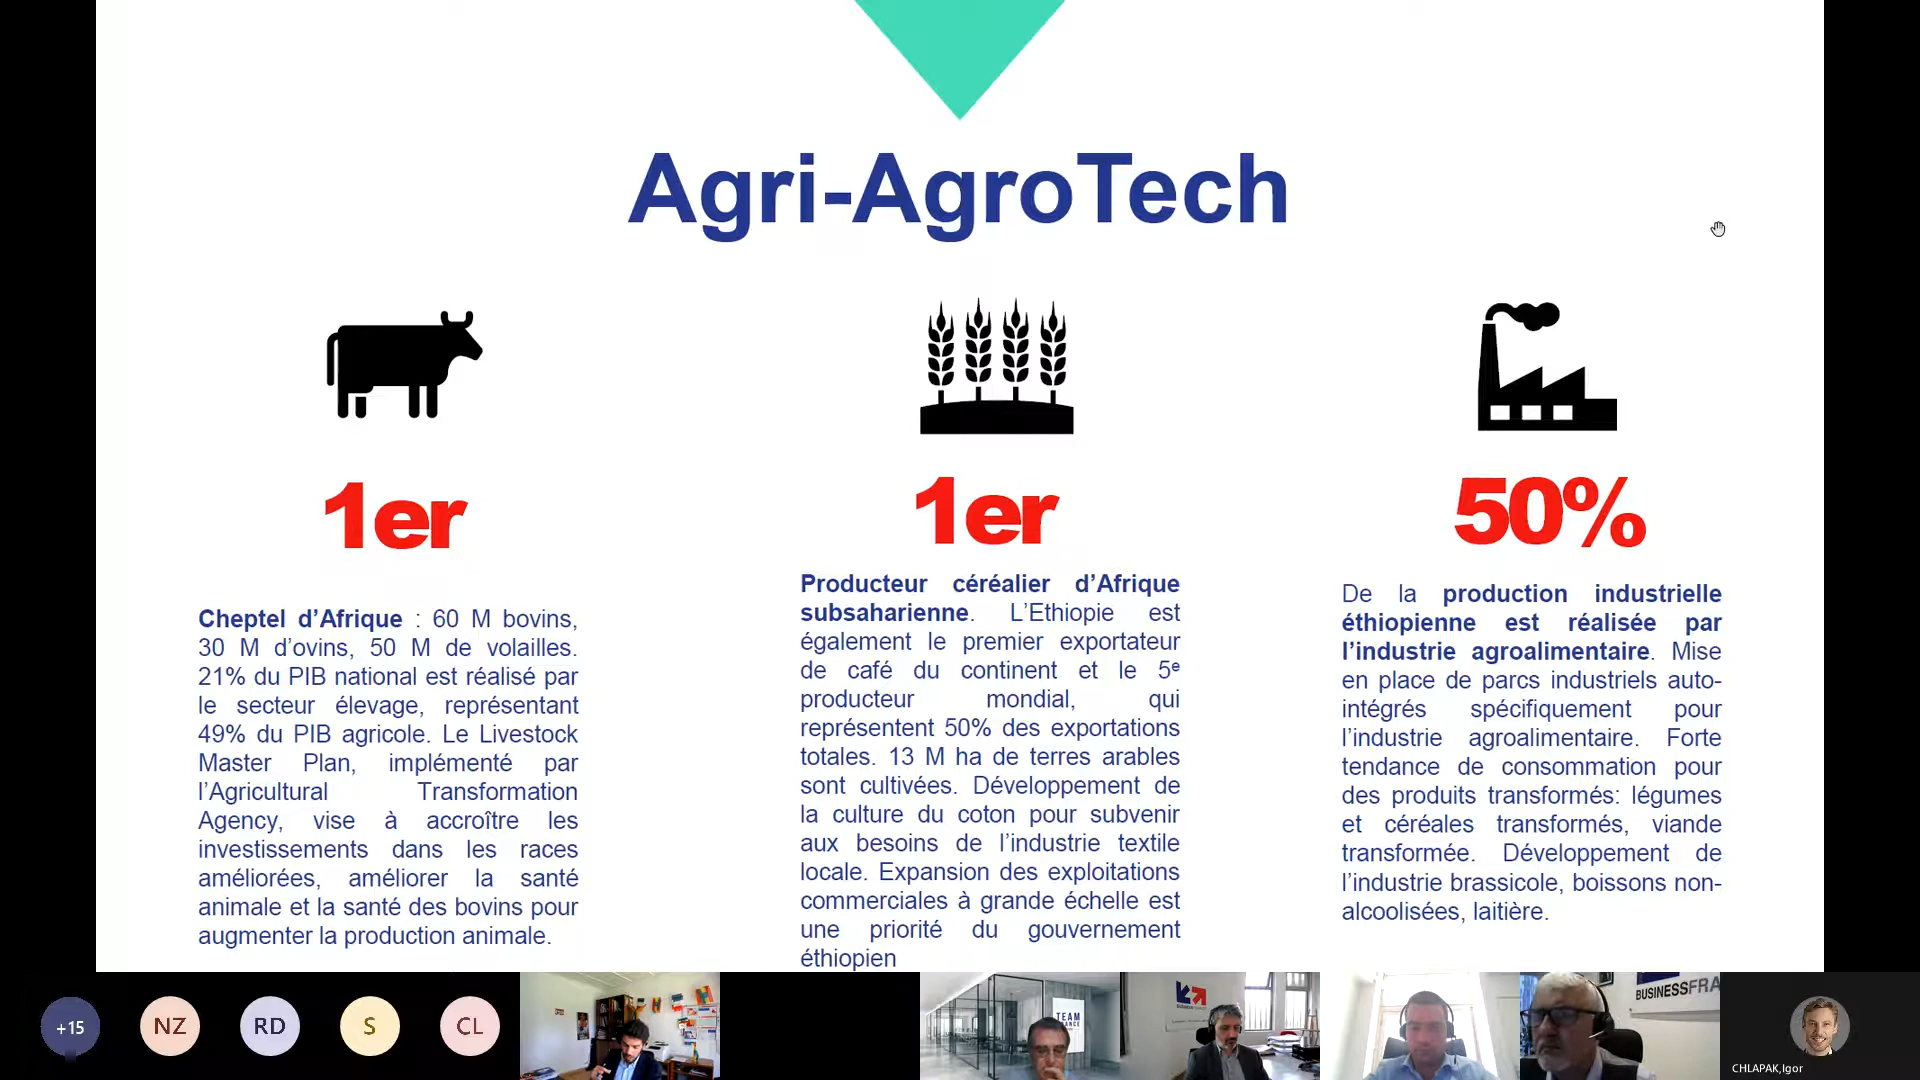 Agri-AgroTech
1er
Cheptel d’Afrique : 60 M bovins,
30 M d’ovins, 50 M de volailles.
21% du PIB national est réalisé par
le secteur élevage, représentant
49% du PIB agricole. Le Livestock
Master Plan, implémenté par
l’Agricultural Transformation
Agency, vise à accroître les
investissements dans les races
améliorées, améliorer la santé
animale et la santé des bovins pour
augmenter la production animale.
1er
Producteur céréalier d’Afrique
subsaharienne. L’Ethiopie est
également le premier exportateur
de café du continent et le 5e
producteur mondial, qui
représentent 50% des exportations
totales. 13 M ha de terres arables
sont cultivées. Développement de
la culture du coton pour subvenir
aux besoins de l’industrie textile
locale. Expansion des exploitations
commerciales à grande échelle est
une priorité du gouvernement
éthiopien
50%
De la production industrielle
éthiopienne est réalisée par
l’industrie agroalimentaire. Mise
en place de parcs industriels auto-
intégrés spécifiquement pour
l’industrie agroalimentaire. Forte
tendance de consommation pour
des produits transformés: légumes
et céréales transformés, viande
transformée. Développement de
l’industrie brassicole, boissons non-
alcoolisées, laitière.
+15
NZ
RD
S
CL
TEAM
BUSINESSFRA
CHLAPAK,Igor